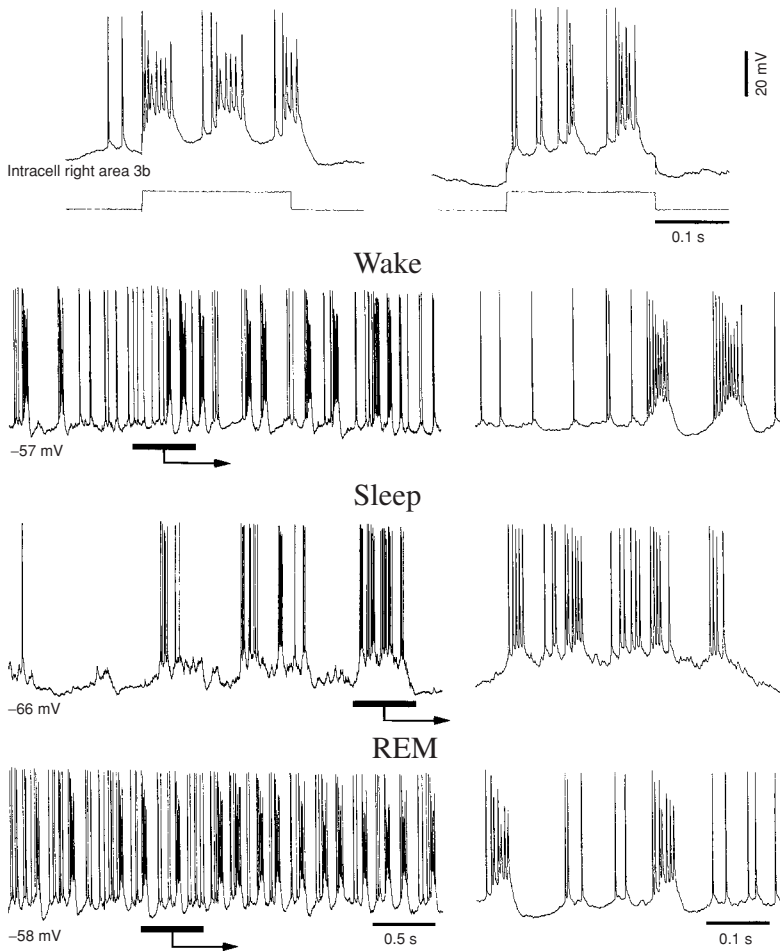 20 mV
Intracell right area 3b
0.1 s
Wake
–57 mV
Sleep
–66 mV
REM
–58 mV
0.5 s
0.1 s